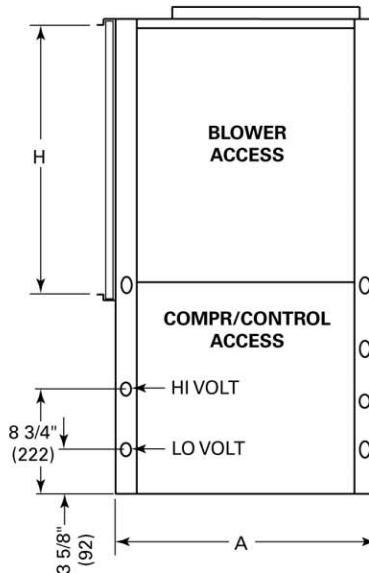 BLOWER
ACCESS
H
COMPR/CONTROL
ACCESS
HI VOLT
8 3/4"
(222)
LO VOLT
3 5/8"
(92)
A